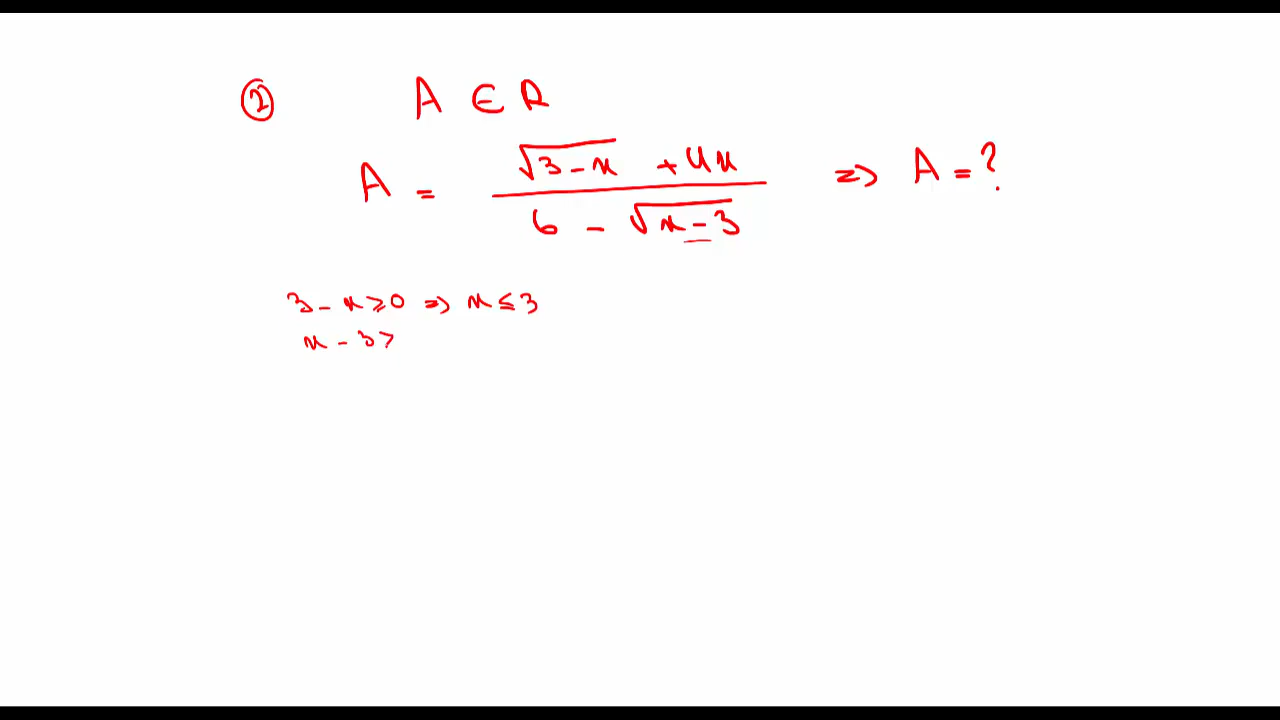 ② A ∈ R
A = (√(3 - x) + 4x) / (6 - √(x - 3)) ⇒ A = ?
3 - x ≥ 0 ⇒ x ≤ 3
x - 3 >